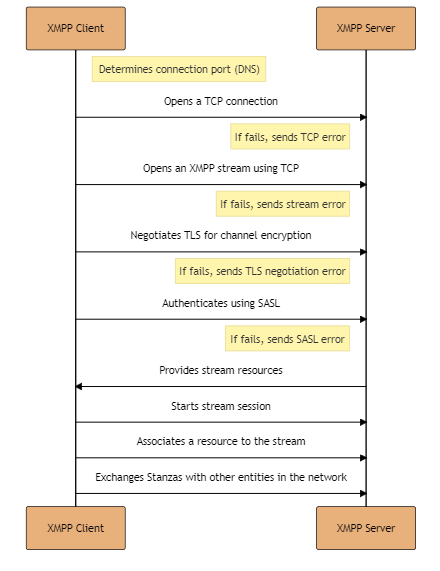 XMPP Client
XMPP Server
Determines connection port (DNS)
Opens a TCP connection
If fails, sends TCP error
Opens an XMPP stream using TCP
If fails, sends stream error
Negotiates TLS for channel encryption
If fails, sends TLS negotiation error
Authenticates using SASL
If fails, sends SASL error
Provides stream resources
Starts stream session
Associates a resource to the stream
Exchanges Stanzas with other entities in the network
XMPP Client
XMPP Server